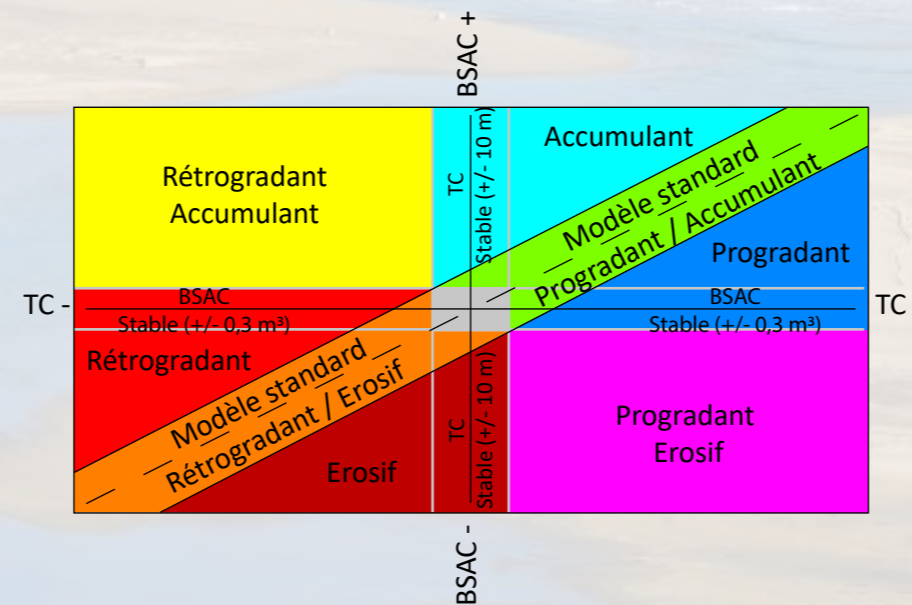 BSAC +
TC
Stable (+/- 10 m)
Accumulant
Rétrogradant
Accumulant
Modèle standard
Progradant / Accumulant
Progradant
TC -
BSAC
Stable (+/- 0,3 m³)
BSAC
Stable (+/- 0,3 m³)
TC
Rétrogradant
Modèle standard
Rétrogradant / Erosif
Erosif
TC
Stable (+/- 10 m)
Progradant
Erosif
BSAC -